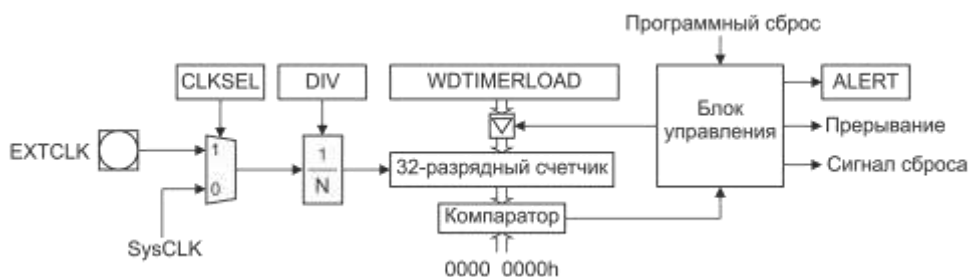 Программный сброс
CLKSEL
DIV
WDTIMERLOAD
ALERT
Блок
управления
Прерывание
Сигнал сброса
EXTCLK
1
0
1
N
32-разрядный счетчик
Компаратор
SysCLK
0000 0000h